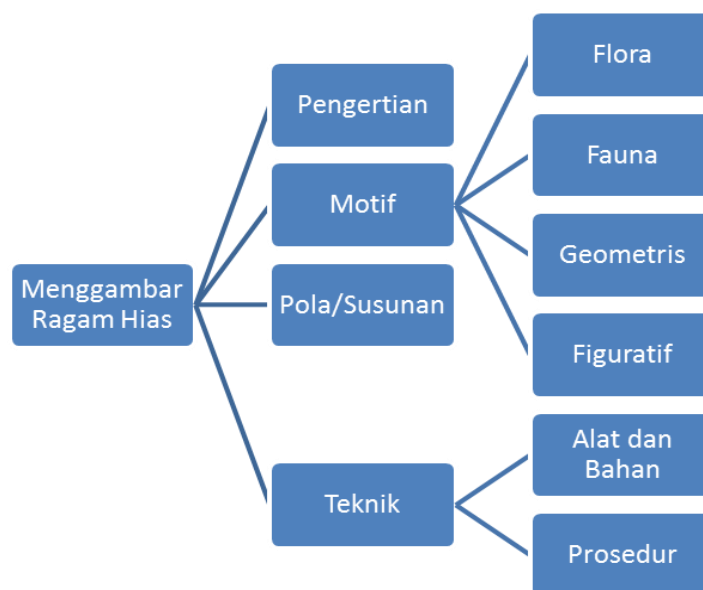 Menggambar
Ragam Hias
Pengertian
Motif
Pola/Susunan
Teknik
Flora
Fauna
Geometris
Figuratif
Alat dan
Bahan
Prosedur